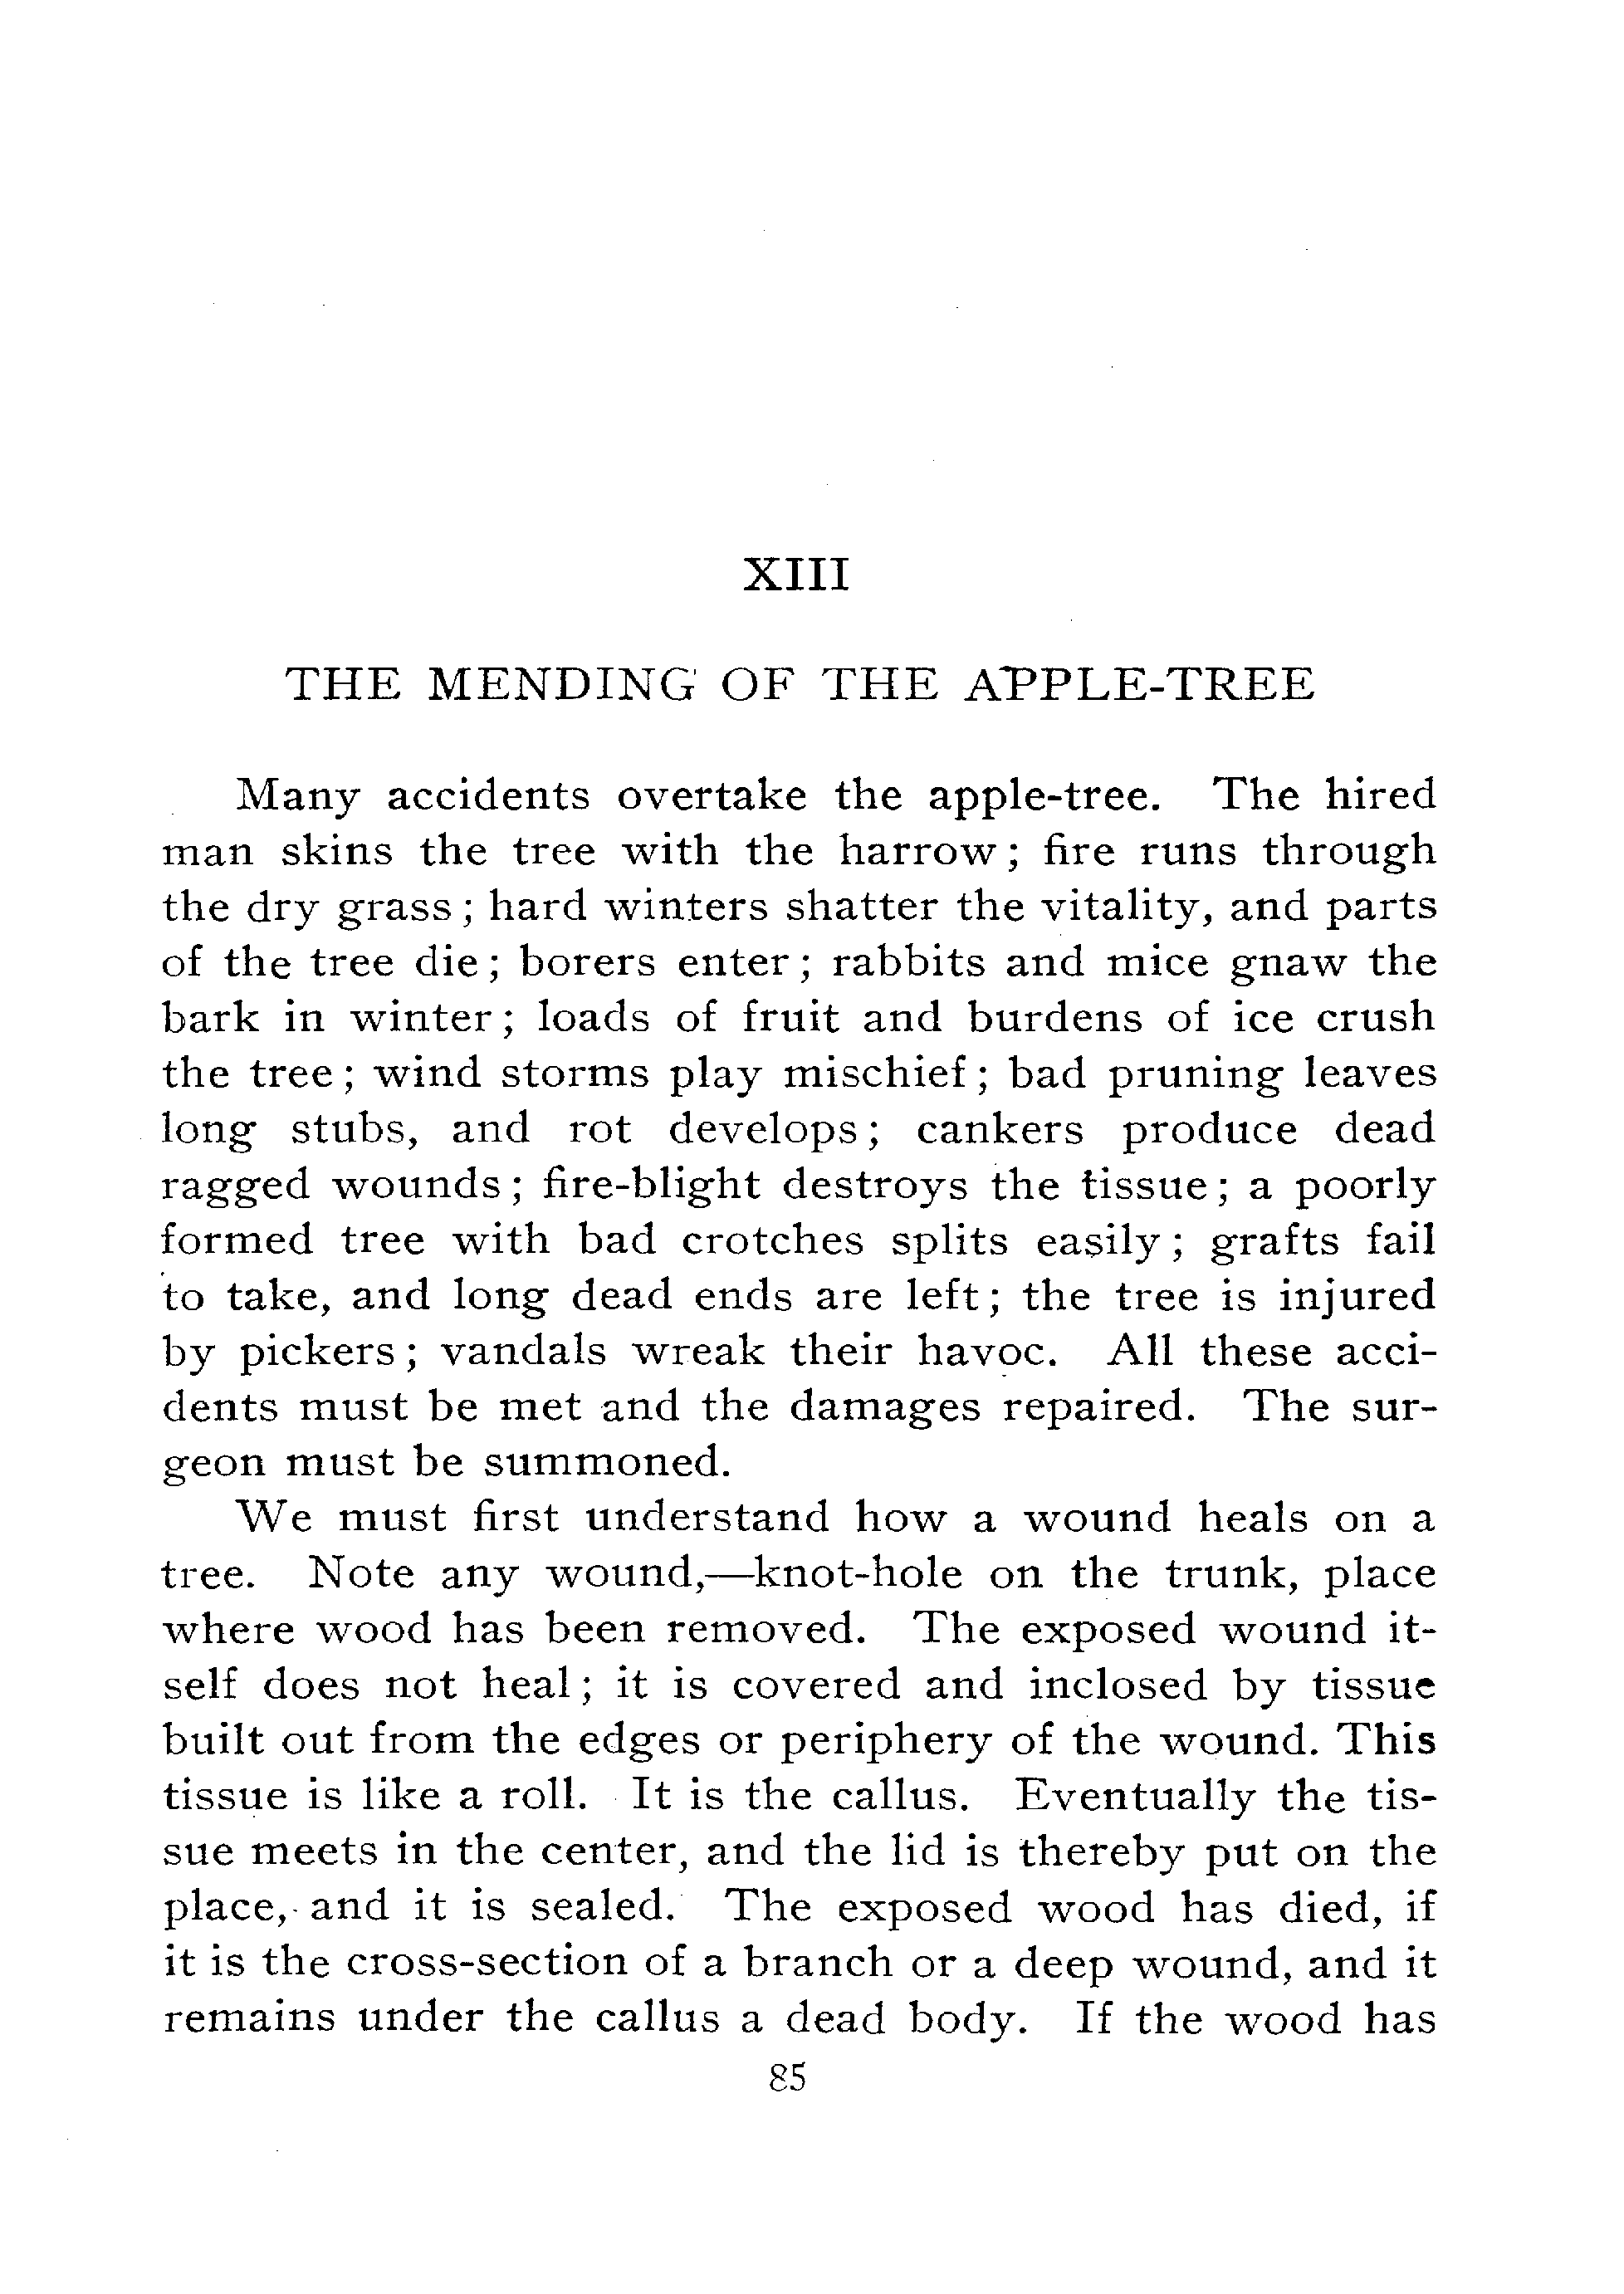 XIII
THE MENDING OF THE APPLE-TREE
Many accidents overtake the apple-tree. The hired
man skins the tree with the harrow; fire runs through
the dry grass; hard winters shatter the vitality, and parts
of the tree die; borers enter; rabbits and mice gnaw the
bark in winter; loads of fruit and burdens of ice crush
the tree; wind storms play mischief; bad pruning leaves
long stubs, and rot develops; cankers produce dead
ragged wounds; fire-blight destroys the tissue; a poorly
formed tree with bad crotches splits easily; grafts fail
to take, and long dead ends are left; the tree is injured
by pickers; vandals wreak their havoc. All these acci-
dents must be met and the damages repaired. The sur-
geon must be summoned.
We must first understand how a wound heals on a
tree. Note any wound,—knot-hole on the trunk, place
where wood has been removed. The exposed wound it-
self does not heal; it is covered and inclosed by tissue
built out from the edges or periphery of the wound. This
tissue is like a roll. It is the callus. Eventually the tis-
sue meets in the center, and the lid is thereby put on the
place, and it is sealed. The exposed wood has died, if
it is the cross-section of a branch or a deep wound, and it
remains under the callus a dead body. If the wood has
85